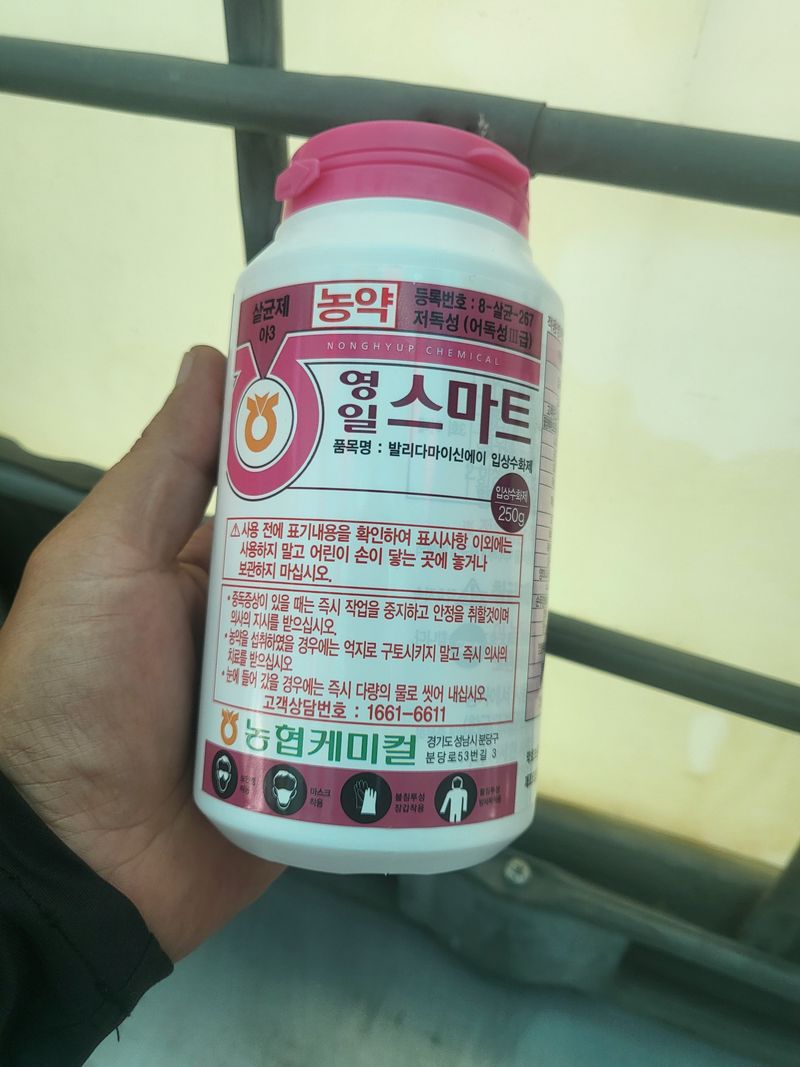 살균제
아3
농약
등록번호 : 8-살균-267
저독성 (어독성Ⅲ급)
NONGHYUP CHEMICAL
영일 스마트
품목명 : 발리다마이신에이 입상수화제
입상수화제
250g
⚠사용 전에 표기내용을 확인하여 표시사항 이외에는
사용하지 말고 어린이 손이 닿는 곳에 놓거나
보관하지 마십시오.
• 중독증상이 있을 때는 즉시 작업을 중지하고 안정을 취할것이며
의사의 지시를 받으십시오.
• 농약을 섭취하였을 경우에는 억지로 구토시키지 말고 즉시 의사의
치료를 받으십시오
• 눈에 들어 갔을 경우에는 즉시 다량의 물로 씻어 내십시오.
고객상담번호 : 1661-6611
농협케미컬
경기도 성남시 분당구
분당로53번길 3
마스크
착용
불침투성
장갑착용
불침투성